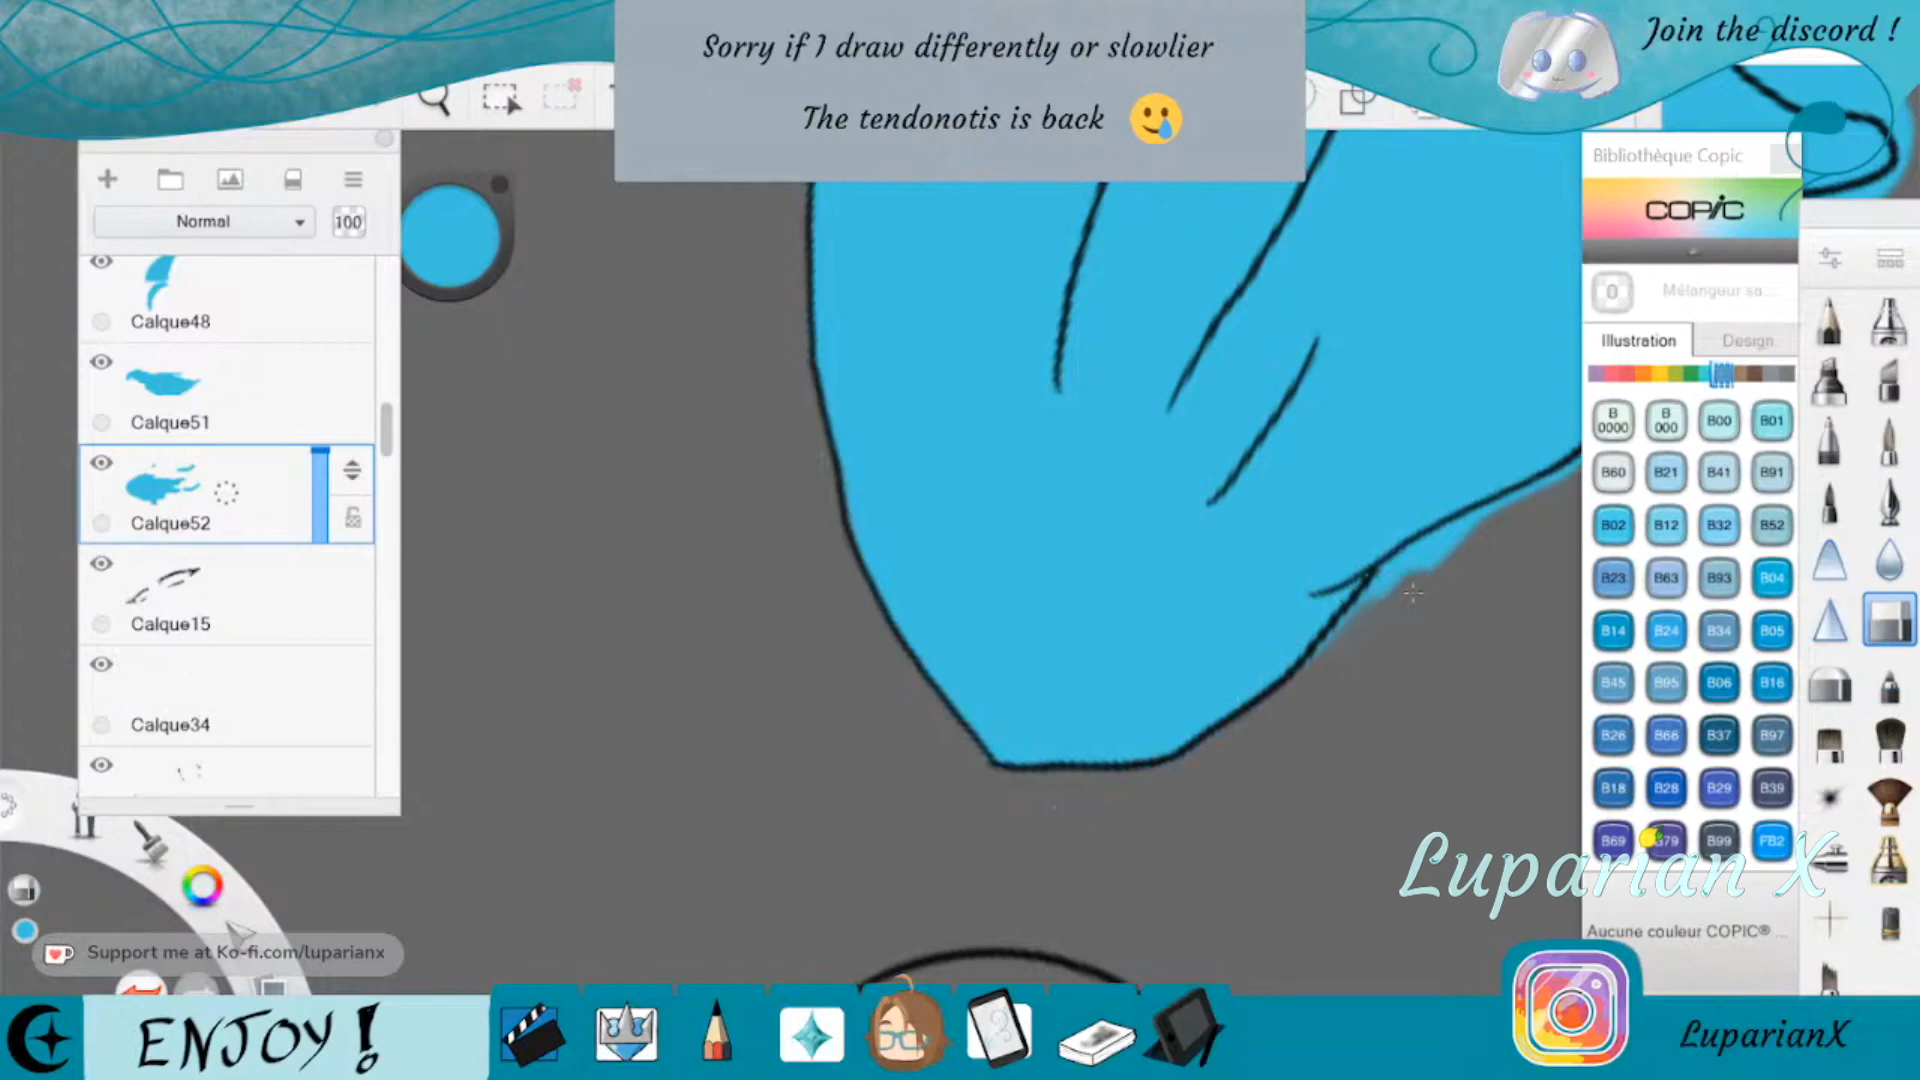 Sorry if I draw differently or slowlier
The tendonotis is back
Join the discord !
Normal
100
Calque48
Calque51
Calque52
Calque15
Calque34
Bibliothèque Copic
COPIC
0
Mélangeur sa...
Illustration
Design
B 0000
B 000
B00
B01
B60
B21
B41
B91
B02
B12
B32
B52
B23
B63
B93
B04
B14
B24
B34
B05
B45
B95
B06
B16
B26
B66
B37
B97
B18
B28
B29
B39
B69
B79
B99
FB2
Luparian X
Aucune couleur COPIC® ...
Support me at Ko-fi.com/luparianx
ENJOY !
LuparianX